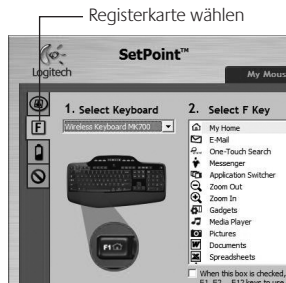 Registerkarte wählen
SetPoint™
Logitech
My Mous
1. Select Keyboard
2. Select F Key
Wireless Keyboard MK700
My Home
E-Mail
One-Touch Search
Messenger
Application Switcher
Zoom Out
Zoom In
Gadgets
Media Player
Pictures
Documents
Spreadsheets
F
F1
When this box is checked,
F1, F2 ... F12 keys to use